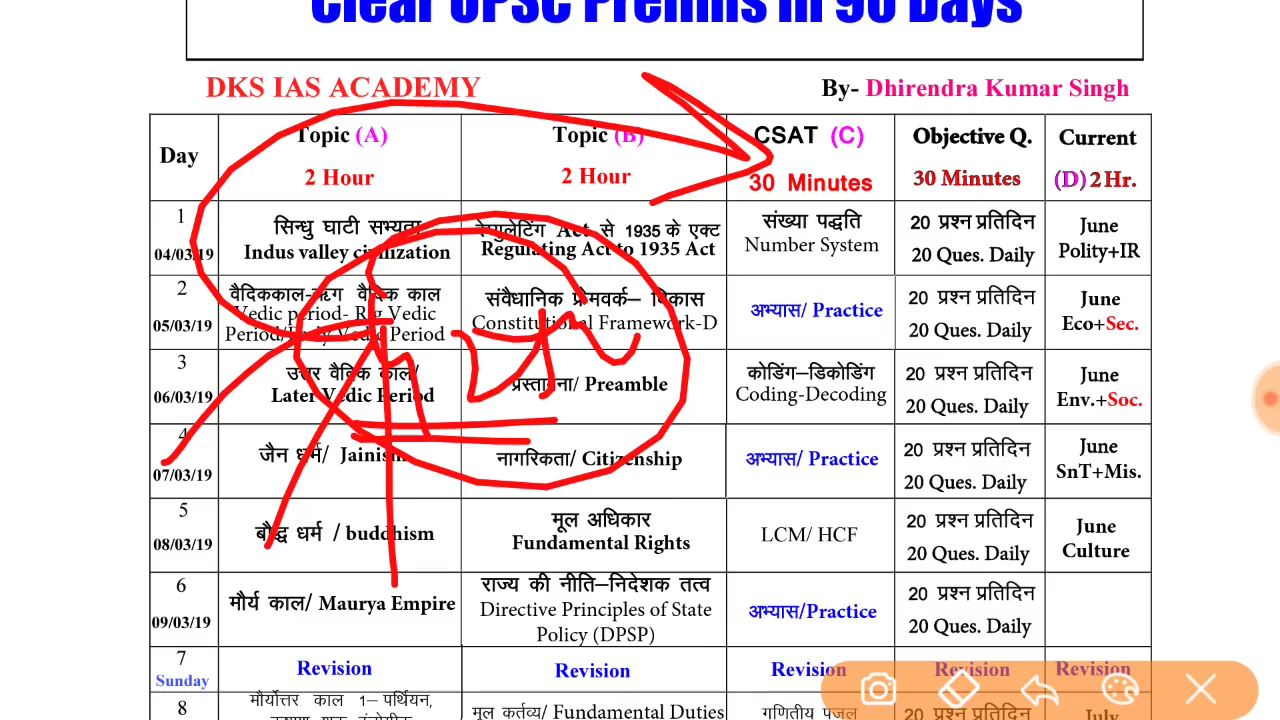 Clear UPSC Prelims in 90 Days
DKS IAS ACADEMY
By- Dhirendra Kumar Singh
Day
Topic (A)
2 Hour
Topic (B)
2 Hour
CSAT (C)
30 Minutes
Objective Q.
30 Minutes
Current
(D) 2 Hr.
1
04/03/19
सिन्धु घाटी सभ्यता
Indus valley civilization
रेग्युलेटिंग Act से 1935 के एक्ट
Regulating Act to 1935 Act
संख्या पद्धति
Number System
20 प्रश्न प्रतिदिन
20 Ques. Daily
June
Polity+IR
2
05/03/19
वैदिककाल-ऋग वैदिक काल
Vedic period- Rig Vedic
Period/Early Vedic Period
संवैधानिक फ्रेमवर्क– विकास
Constitutional Framework-D
अभ्यास/ Practice
20 प्रश्न प्रतिदिन
20 Ques. Daily
June
Eco+Sec.
3
06/03/19
उत्तर वैदिक काल/
Later Vedic Period
प्रस्तावना/ Preamble
कोडिंग–डिकोडिंग
Coding-Decoding
20 प्रश्न प्रतिदिन
20 Ques. Daily
June
Env.+Soc.
4
07/03/19
जैन धर्म/ Jainism
नागरिकता/ Citizenship
अभ्यास/ Practice
20 प्रश्न प्रतिदिन
20 Ques. Daily
June
SnT+Mis.
5
08/03/19
बौद्ध धर्म / buddhism
मूल अधिकार
Fundamental Rights
LCM/ HCF
20 प्रश्न प्रतिदिन
20 Ques. Daily
June
Culture
6
09/03/19
मौर्य काल/ Maurya Empire
राज्य की नीति–निदेशक तत्व
Directive Principles of State
Policy (DPSP)
अभ्यास/Practice
20 प्रश्न प्रतिदिन
20 Ques. Daily
7
Sunday
Revision
Revision
Revision
Revision
Revision
8
मौर्योत्तर काल 1– पर्थियन,
मूल कर्तव्य/ Fundamental Duties
20 प्रश्न प्रतिदिन
July